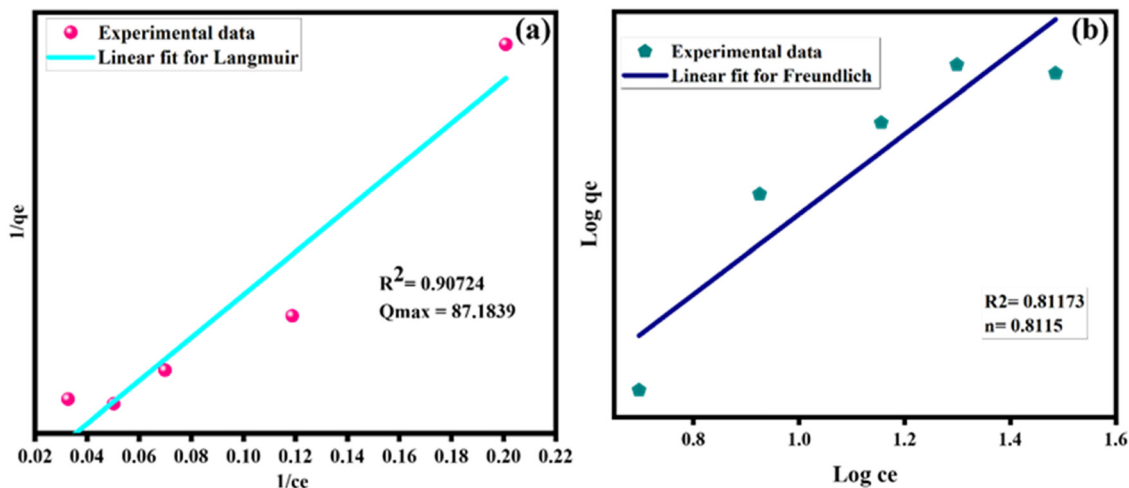 (a)
Experimental data
Linear fit for Langmuir
1/qe
R2= 0.90724
Qmax = 87.1839
0.02 0.04 0.06 0.08 0.10 0.12 0.14 0.16 0.18 0.20 0.22
1/ce
(b)
Experimental data
Linear fit for Freundlich
Log qe
R2= 0.81173
n= 0.8115
0.8 1.0 1.2 1.4 1.6
Log ce